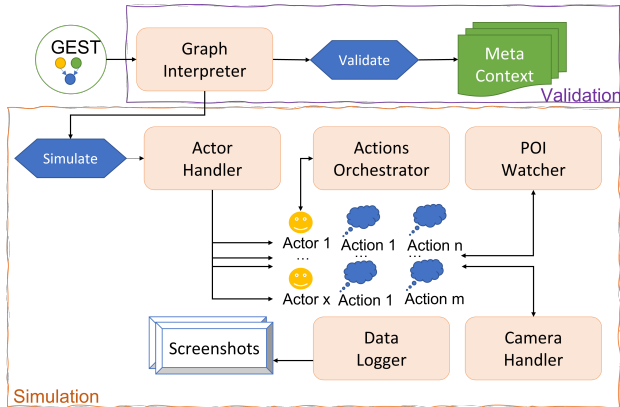 GEST
Graph
Interpreter
Validate
Meta
Context
Validation
Simulate
Actor
Handler
Actions
Orchestrator
POI
Watcher
Actor 1
Action 1
Action n
...
...
...
Actor x
Action 1
Action m
Screenshots
Data
Logger
Camera
Handler
Simulation